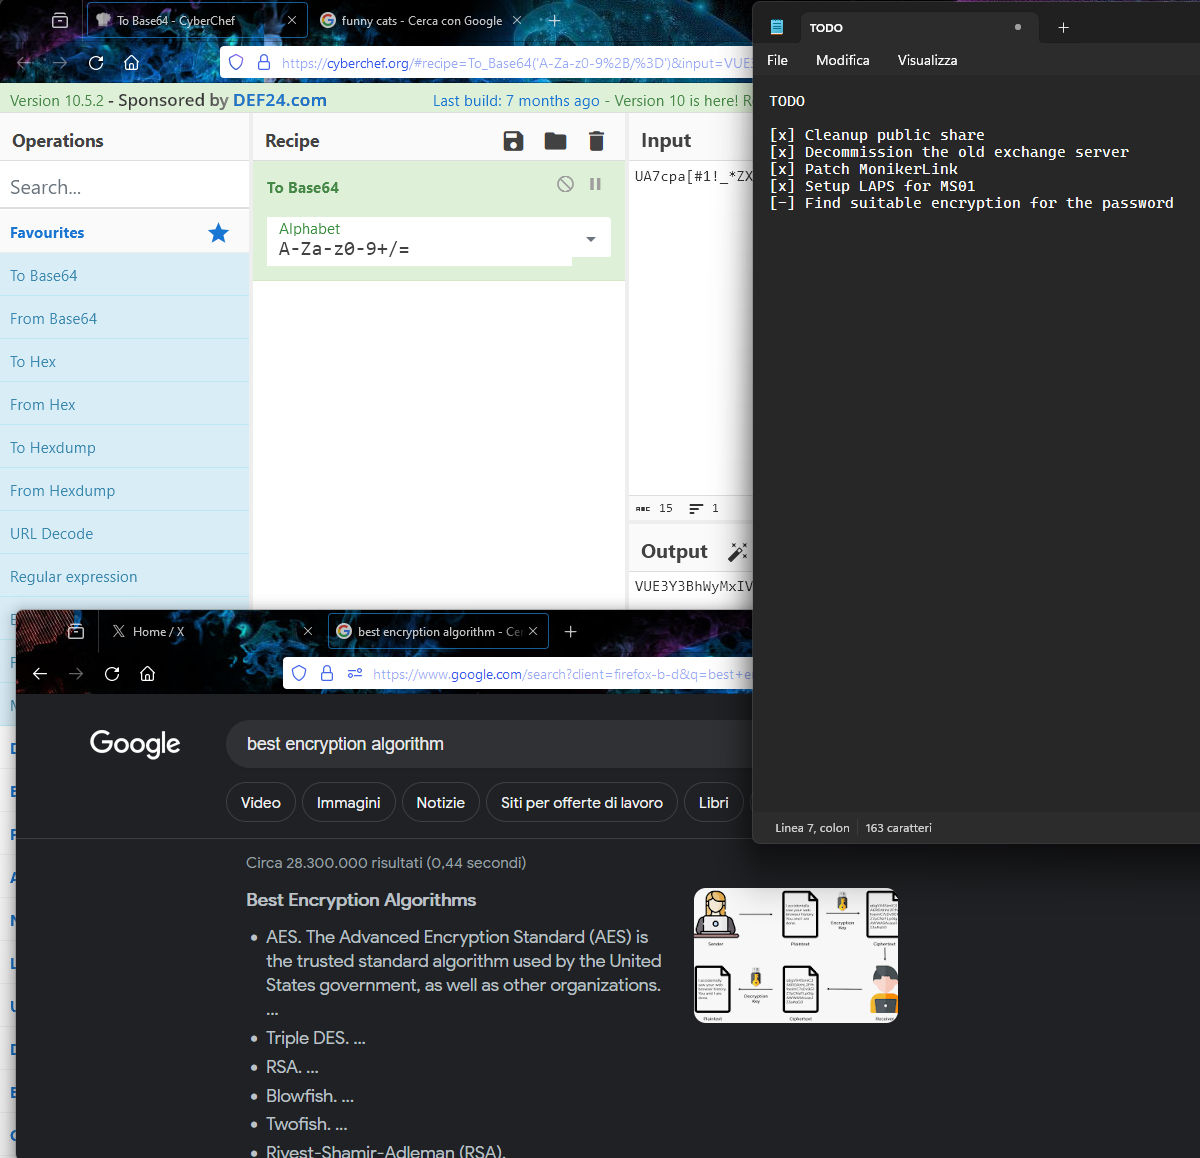 To Base64 - CyberChef
funny cats - Cerca con Google
https://cyberchef.org/#recipe=To_Base64('A-Za-z0-9%2B/%3D')&input=VUE
Version 10.5.2 - Sponsored by DEF24.com
Last build: 7 months ago - Version 10 is here! R
Operations
Search...
Favourites
To Base64
From Base64
To Hex
From Hex
To Hexdump
From Hexdump
URL Decode
Regular expression
Recipe
To Base64
Alphabet
A-Za-z0-9+/=
Input
UA7cpa[#1!_*ZX
ABC 15 1
Output
VUE3Y3BhWyMxIV
TODO
File Modifica Visualizza
TODO
[x] Cleanup public share
[x] Decommission the old exchange server
[x] Patch MonikerLink
[x] Setup LAPS for MS01
[-] Find suitable encryption for the password
Linea 7, colon 163 caratteri
Home / X
best encryption algorithm - Ce
https://www.google.com/search?client=firefox-b-d&q=best+e
Google
best encryption algorithm
Video Immagini Notizie Siti per offerte di lavoro Libri
Circa 28.300.000 risultati (0,44 secondi)
Best Encryption Algorithms
• AES. The Advanced Encryption Standard (AES) is
the trusted standard algorithm used by the United
States government, as well as other organizations.
...
• Triple DES. ...
• RSA. ...
• Blowfish. ...
• Twofish. ...
• Rivest-Shamir-Adleman (RSA).
Sender
Plaintext
Encryption
Key
Ciphertext
Plaintext
Decryption
Key
Ciphertext
Receiver